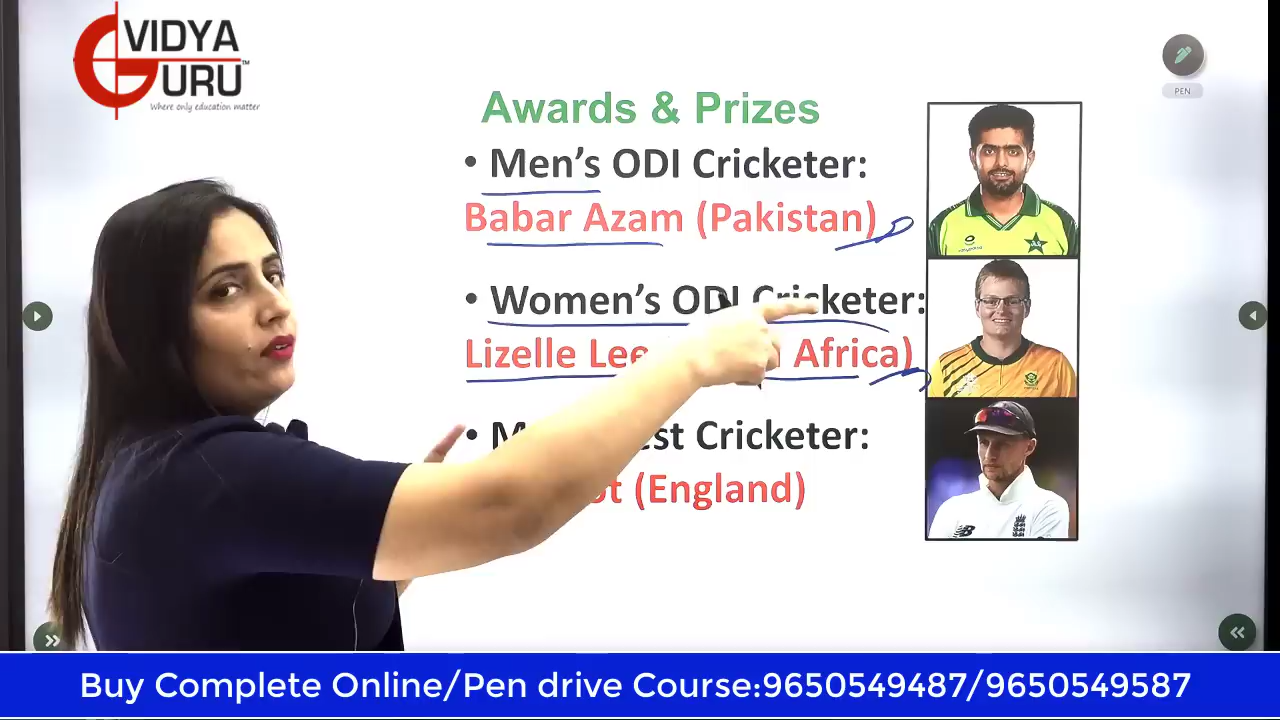 VIDYA
GURU
TM
Where only education matter
PEN
Awards & Prizes
• Men's ODI Cricketer:
Babar Azam (Pakistan)
• Women's ODI Cricketer:
Lizelle Lee Africa)
• Cricketer:
(England)
Buy Complete Online/Pen drive Course:9650549487/9650549587